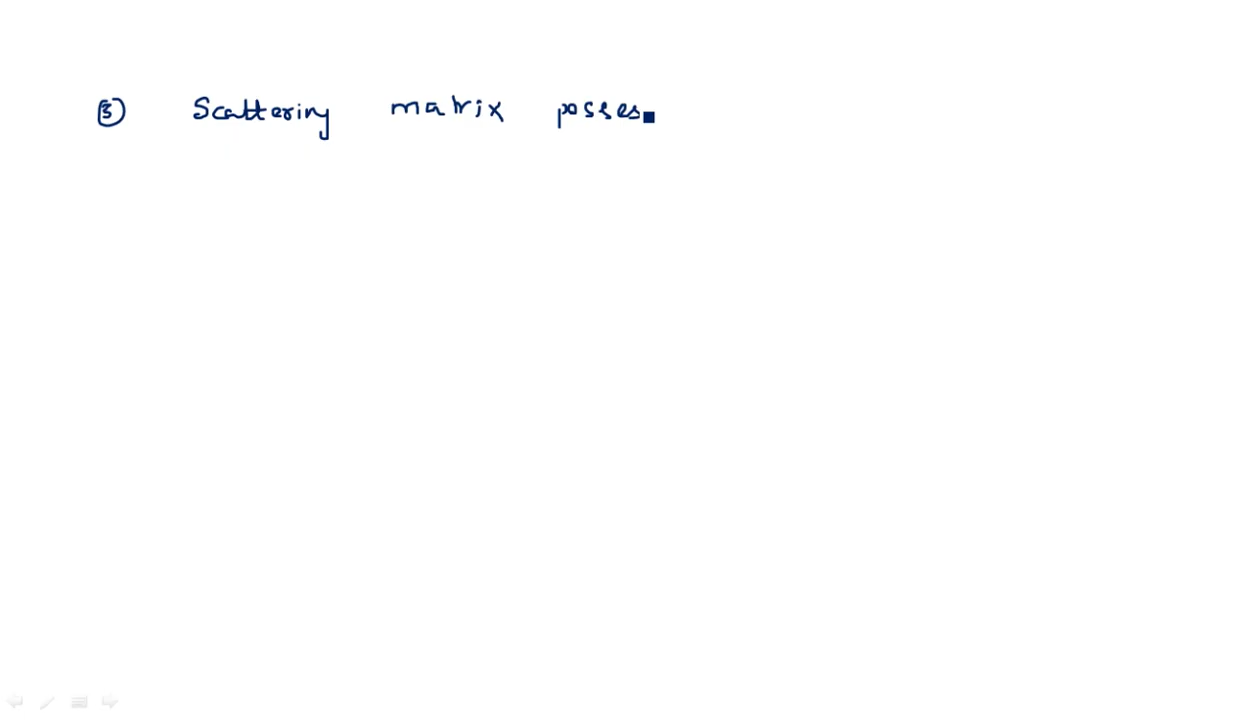 ③ Scattering matrix posses